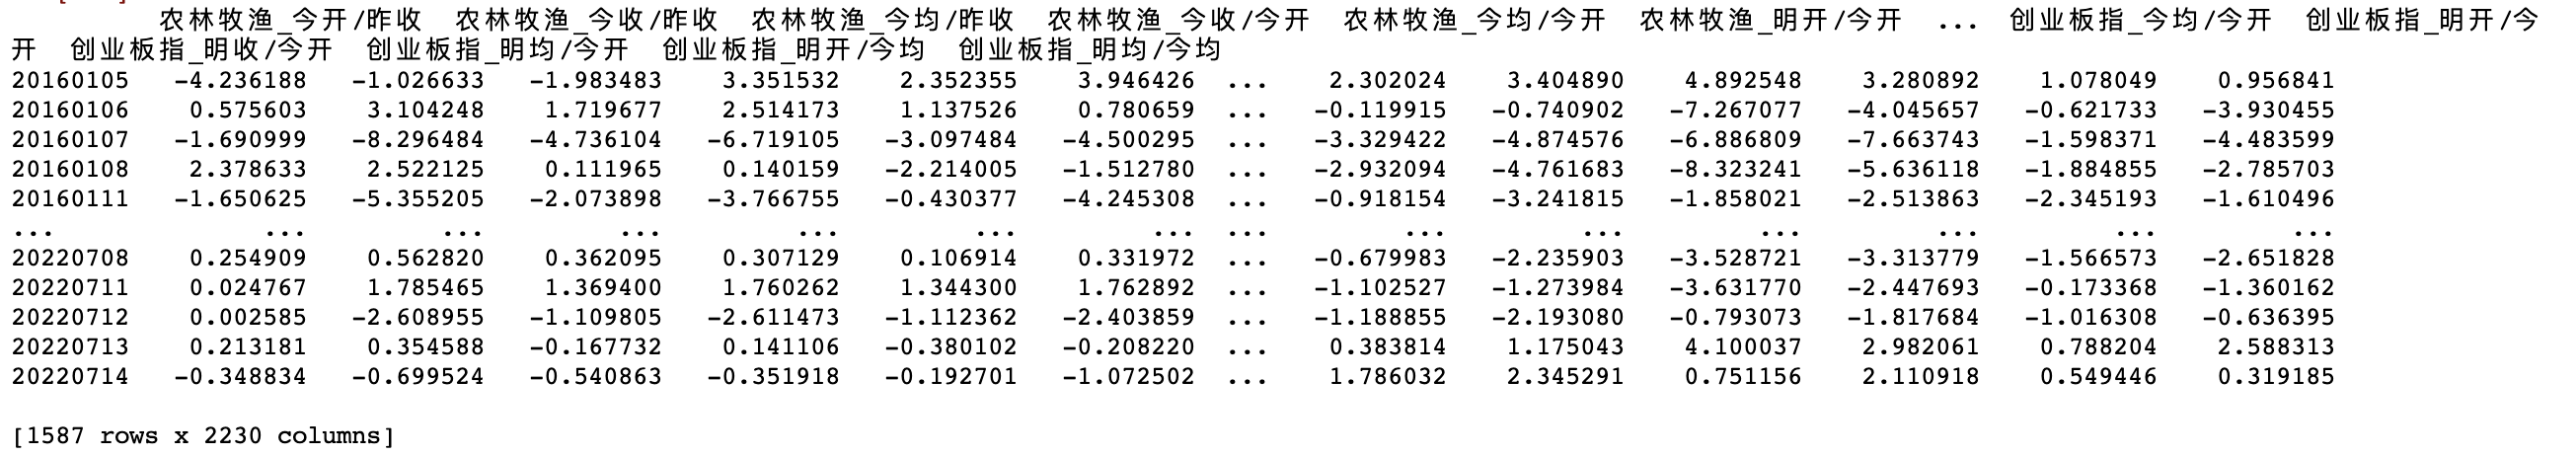 农林牧渔_今开/昨收 农林牧渔_今收/昨收 农林牧渔_今均/昨收 农林牧渔_今收/今开 农林牧渔_今均/今开 农林牧渔_明开/今开 ... 创业板指_今均/今开 创业板指_明开/今
开 创业板指_明收/今开 创业板指_明均/今开 创业板指_明开/今均 创业板指_明均/今均
20160105 -4.236188 -1.026633 -1.983483 3.351532 2.352355 3.946426 ... 2.302024 3.404890 4.892548 3.280892 1.078049 0.956841
20160106 0.575603 3.104248 1.719677 2.514173 1.137526 0.780659 ... -0.119915 -0.740902 -7.267077 -4.045657 -0.621733 -3.930455
20160107 -1.690999 -8.296484 -4.736104 -6.719105 -3.097484 -4.500295 ... -3.329422 -4.874576 -6.886809 -7.663743 -1.598371 -4.483599
20160108 2.378633 2.522125 0.111965 0.140159 -2.214005 -1.512780 ... -2.932094 -4.761683 -8.323241 -5.636118 -1.884855 -2.785703
20160111 -1.650625 -5.355205 -2.073898 -3.766755 -0.430377 -4.245308 ... -0.918154 -3.241815 -1.858021 -2.513863 -2.345193 -1.610496
... ... ... ... ... ... ... ... ... ... ... ... ... ...
20220708 0.254909 0.562820 0.362095 0.307129 0.106914 0.331972 ... -0.679983 -2.235903 -3.528721 -3.313779 -1.566573 -2.651828
20220711 0.024767 1.785465 1.369400 1.760262 1.344300 1.762892 ... -1.102527 -1.273984 -3.631770 -2.447693 -0.173368 -1.360162
20220712 0.002585 -2.608955 -1.109805 -2.611473 -1.112362 -2.403859 ... -1.188855 -2.193080 -0.793073 -1.817684 -1.016308 -0.636395
20220713 0.213181 0.354588 -0.167732 0.141106 -0.380102 -0.208220 ... 0.383814 1.175043 4.100037 2.982061 0.788204 2.588313
20220714 -0.348834 -0.699524 -0.540863 -0.351918 -0.192701 -1.072502 ... 1.786032 2.345291 0.751156 2.110918 0.549446 0.319185
[1587 rows x 2230 columns]